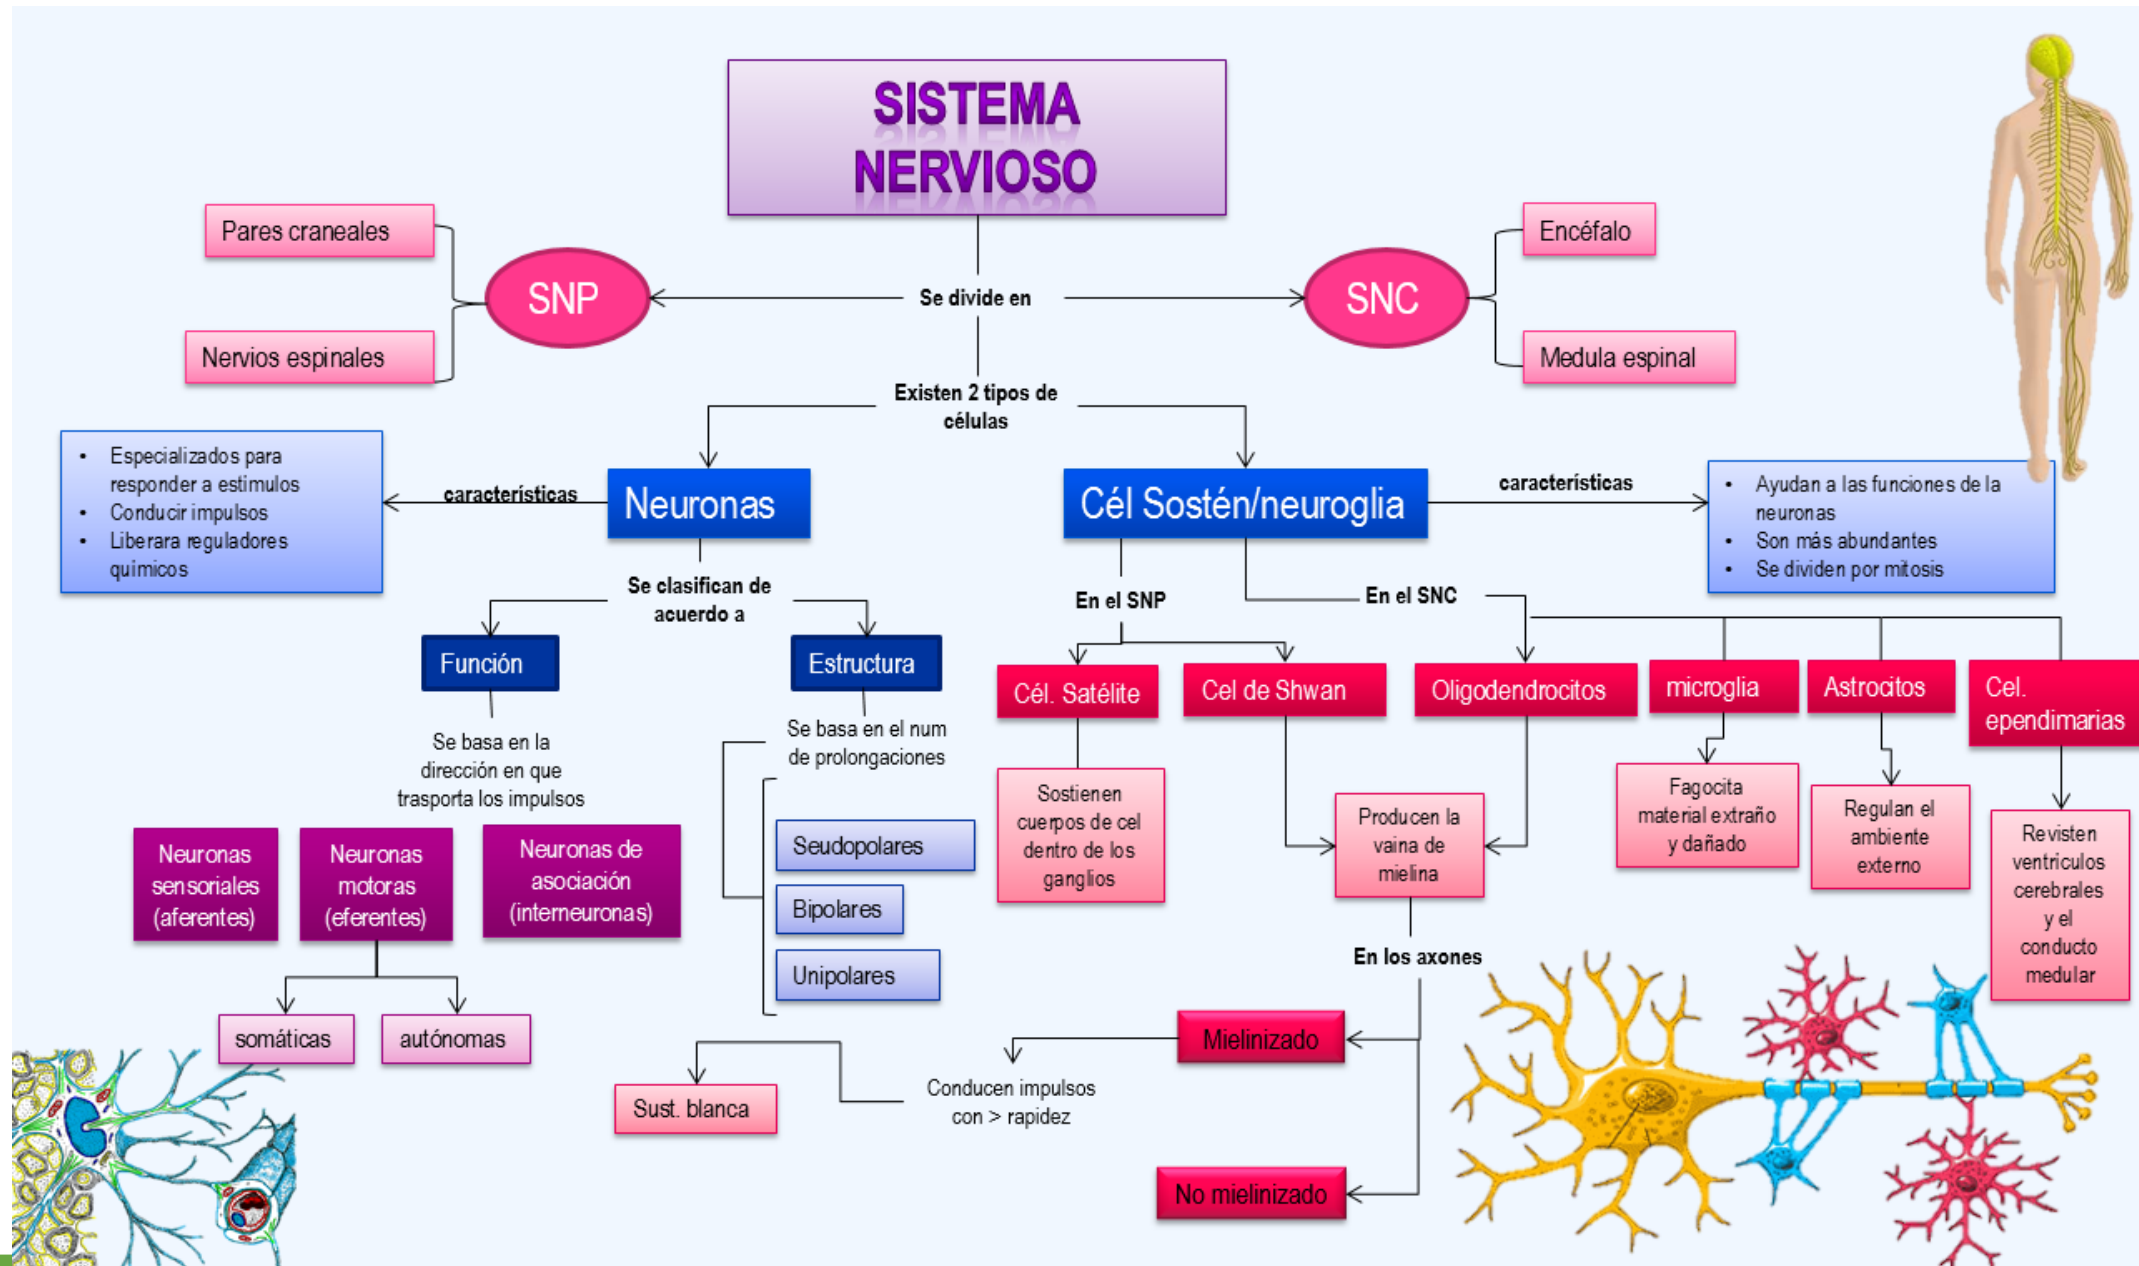 SISTEMA
NERVIOSO
Pares craneales
SNP
Nervios espinales
Se divide en
SNC
Encéfalo
Medula espinal
Existen 2 tipos de
células
• Especializados para
responder a estimulos
• Conducir impulsos
• Liberara reguladores
químicos
características
Neuronas
Cél Sostén/neuroglia
características
• Ayudan a las funciones de la
neuronas
• Son más abundantes
• Se dividen por mitosis
Se clasifican de
acuerdo a
Función
Estructura
Se basa en la
dirección en que
trasporta los impulsos
Se basa en el num
de prolongaciones
Neuronas
sensoriales
(aferentes)
Neuronas
motoras
(eferentes)
Neuronas de
asociación
(interneuronas)
somáticas
autónomas
Seudopolares
Bipolares
Unipolares
En el SNP
En el SNC
Cél. Satélite
Cel de Shwan
Oligodendrocitos
microglia
Astrocitos
Cel.
ependimarias
Sostienen
cuerpos de cel
dentro de los
ganglios
Producen la
vaina de
mielina
Fagocita
material extraño
y dañado
Regulan el
ambiente
externo
Revisten
ventriculos
cerebrales
y el
conducto
medular
En los axones
Mielinizado
Conducen impulsos
con > rapidez
Sust. blanca
No mielinizado